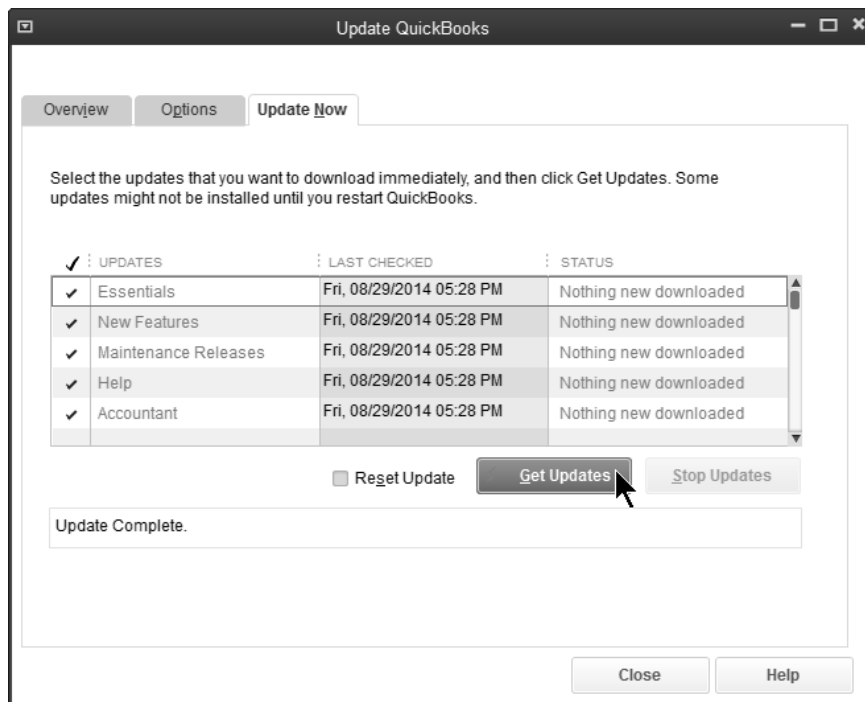 Update QuickBooks
Overview Options Update Now
Select the updates that you want to download immediately, and then click Get Updates. Some
updates might not be installed until you restart QuickBooks.
UPDATES LAST CHECKED STATUS
Essentials Fri, 08/29/2014 05:28 PM Nothing new downloaded
New Features Fri, 08/29/2014 05:28 PM Nothing new downloaded
Maintenance Releases Fri, 08/29/2014 05:28 PM Nothing new downloaded
Help Fri, 08/29/2014 05:28 PM Nothing new downloaded
Accountant Fri, 08/29/2014 05:28 PM Nothing new downloaded
Reset Update Get Updates Stop Updates
Update Complete.
Close Help